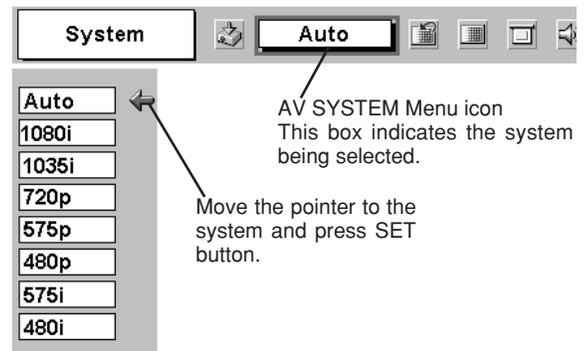 System
Auto
AV SYSTEM Menu icon
This box indicates the system
being selected.
Auto
1080i
1035i
720p
575p
480p
575i
480i
Move the pointer to the
system and press SET
button.